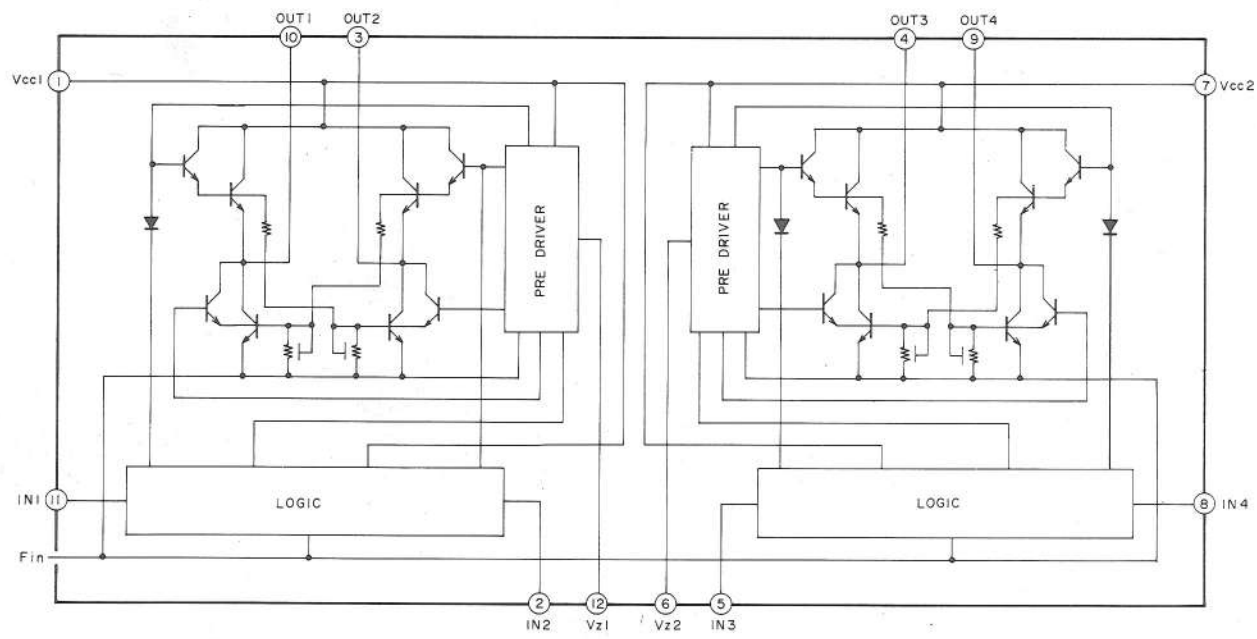 OUT1 OUT2 OUT3 OUT4
10 3 4 9
Vcc1 1 7 Vcc2
PRE DRIVER PRE DRIVER
IN1 11 LOGIC LOGIC 8 IN4
Fin
2 12 6 5
IN2 Vz1 Vz2 IN3